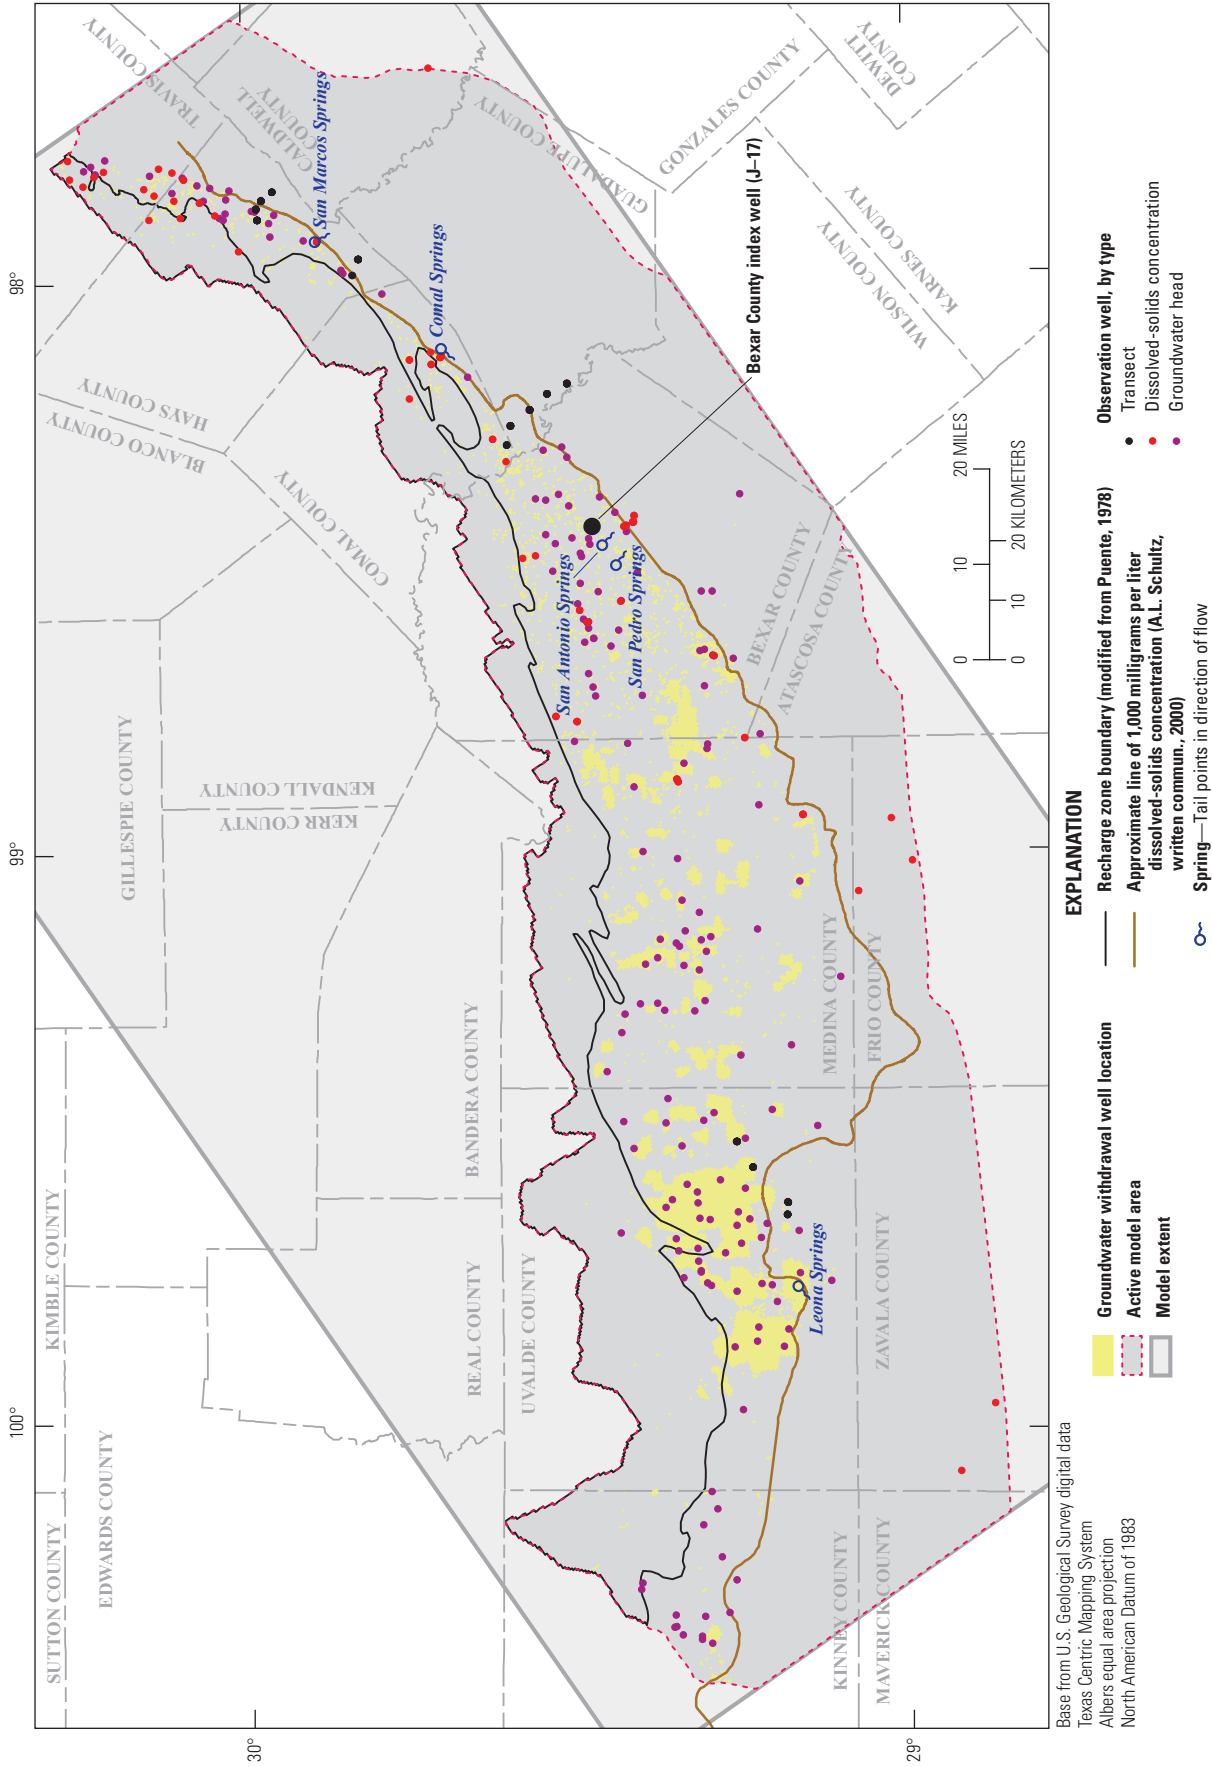 100°
99°
98°
30°
29°
SUTTON COUNTY
KIMBLE COUNTY
EDWARDS COUNTY
GILLESPIE COUNTY
KERR COUNTY
KENDALL COUNTY
BLANCO COUNTY
HAYS COUNTY
TRAVIS COUNTY
CALDWELL
COUNTY
COMAL COUNTY
GUADALUPE COUNTY
GONZALES COUNTY
DEWITT
COUNTY
REAL COUNTY
BANDERA COUNTY
UVALDE COUNTY
MEDINA COUNTY
BEXAR COUNTY
ATASCOSA COUNTY
WILSON COUNTY
KARNES COUNTY
KINNEY COUNTY
MAVERICK COUNTY
ZAVALA COUNTY
FRIO COUNTY
San Marcos Springs
Comal Springs
San Antonio Springs
San Pedro Springs
Leona Springs
Bexar County index well (J–17)
0 10 20 MILES
0 10 20 KILOMETERS
Base from U.S. Geological Survey digital data
Texas Centric Mapping System
Albers equal area projection
North American Datum of 1983
EXPLANATION
Groundwater withdrawal well location
Active model area
Model extent
Recharge zone boundary (modified from Puente, 1978)
Approximate line of 1,000 milligrams per liter
dissolved-solids concentration (A.L. Schultz,
written commun., 2000)
Spring—Tail points in direction of flow
Observation well, by type
Transect
Dissolved-solids concentration
Groundwater head